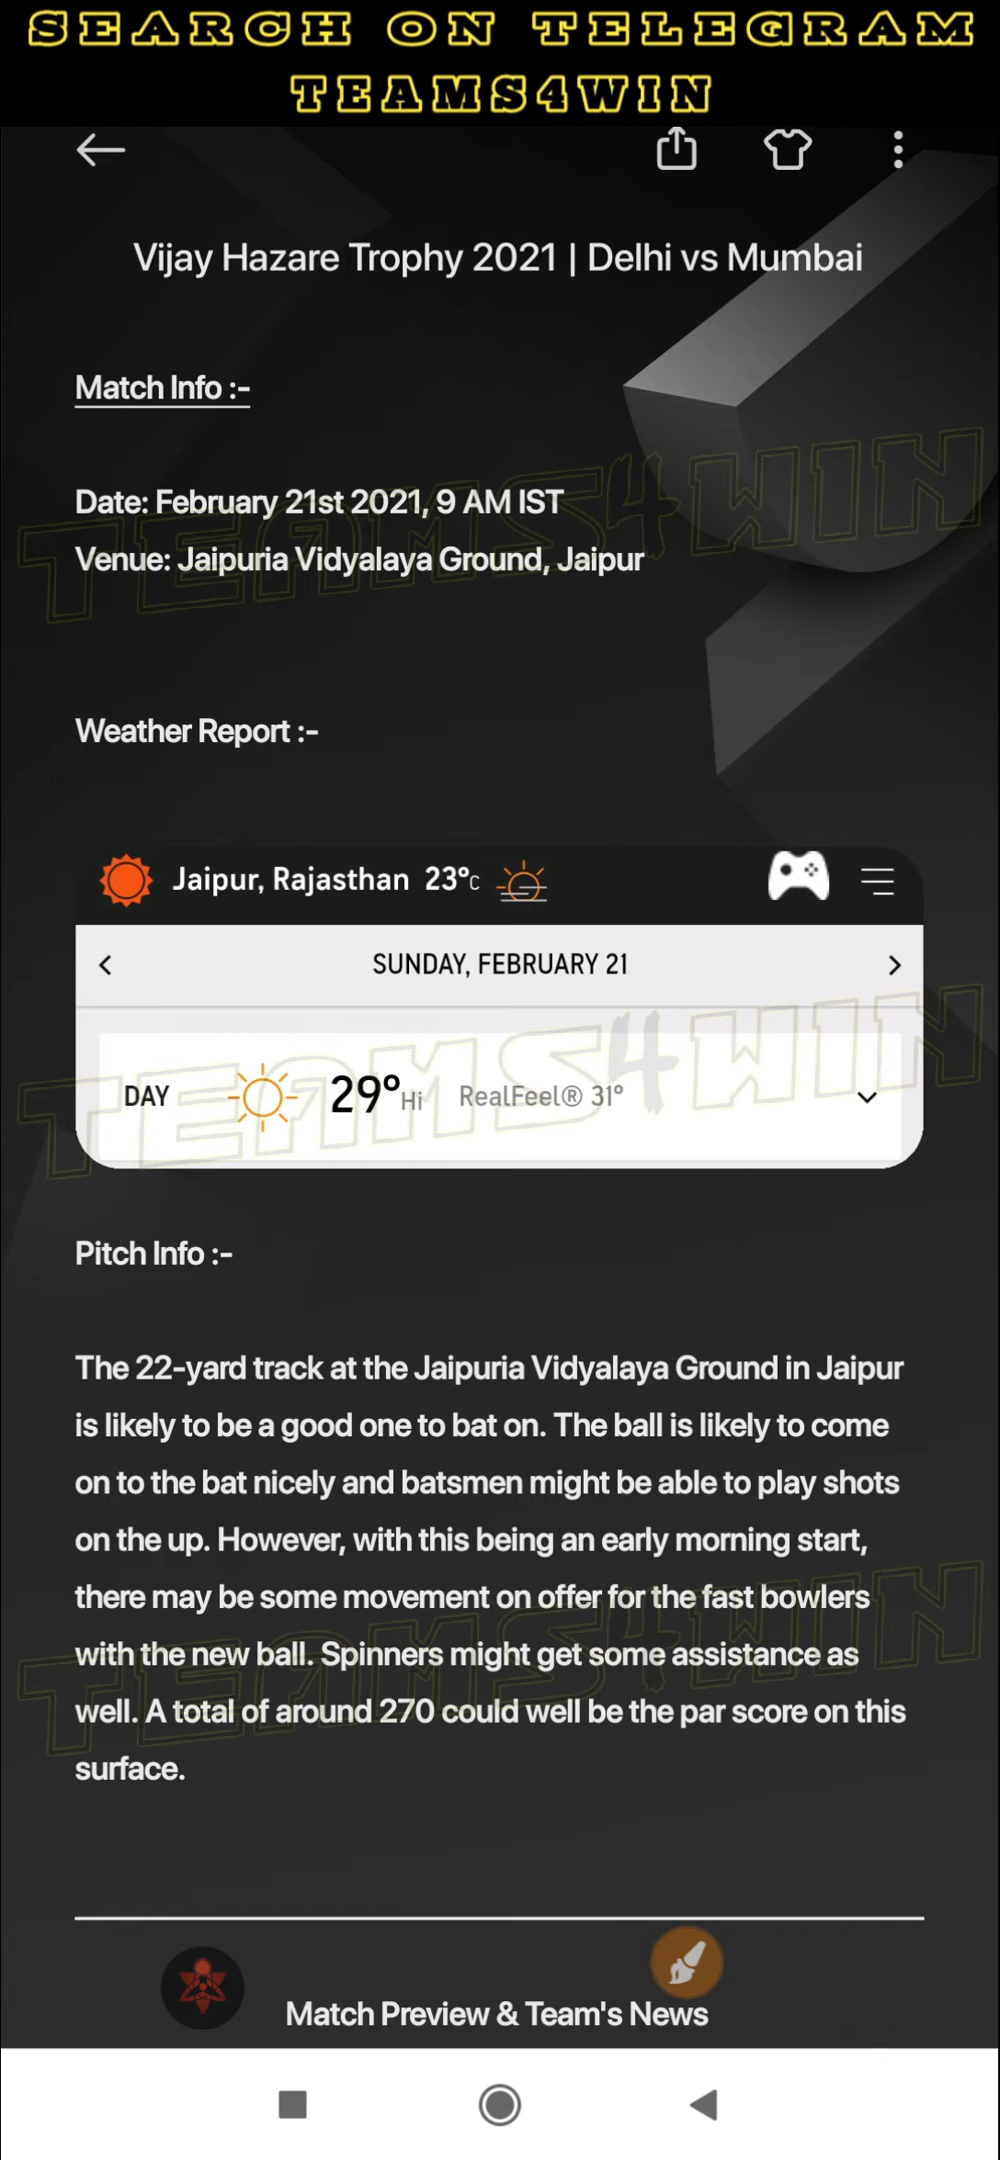 SEARCH ON TELEGRAM
TEAMS4WIN
Vijay Hazare Trophy 2021 | Delhi vs Mumbai
Match Info :-
Date: February 21st 2021, 9 AM IST
Venue: Jaipuria Vidyalaya Ground, Jaipur
TEAMS4WIN
Weather Report :-
Jaipur, Rajasthan 23°C
SUNDAY, FEBRUARY 21
DAY 29° Hi RealFeel® 31°
TEAMS4WIN
Pitch Info :-
The 22-yard track at the Jaipuria Vidyalaya Ground in Jaipur
is likely to be a good one to bat on. The ball is likely to come
on to the bat nicely and batsmen might be able to play shots
on the up. However, with this being an early morning start,
there may be some movement on offer for the fast bowlers
with the new ball. Spinners might get some assistance as
well. A total of around 270 could well be the par score on this
surface.
TEAMS4WIN
Match Preview & Team's News